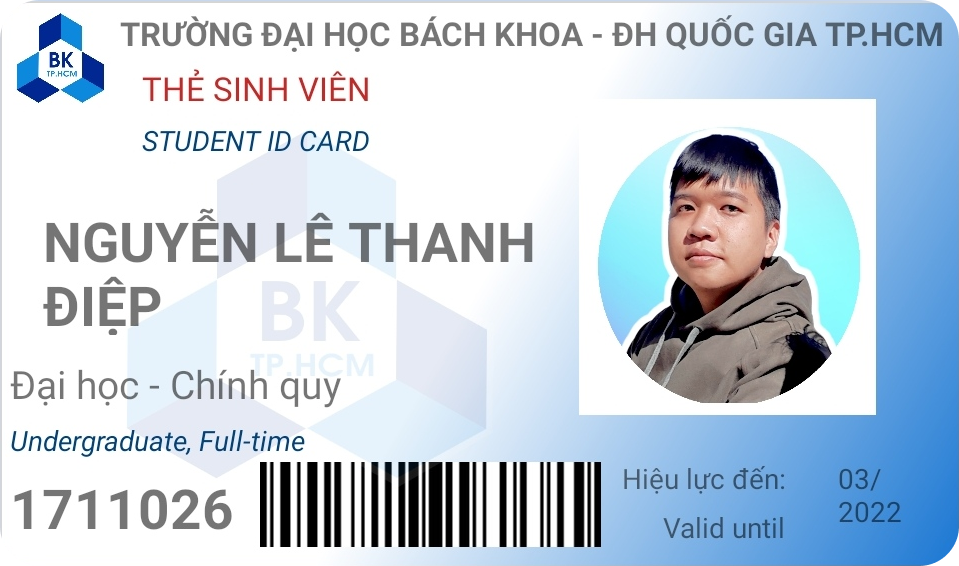 BK
TP.HCM
TRƯỜNG ĐẠI HỌC BÁCH KHOA - ĐH QUỐC GIA TP.HCM
THẺ SINH VIÊN
STUDENT ID CARD
NGUYỄN LÊ THANH
ĐIỆP
BK
TP.HCM
Đại học - Chính quy
Undergraduate, Full-time
1711026
Hiệu lực đến:
Valid until
03/
2022